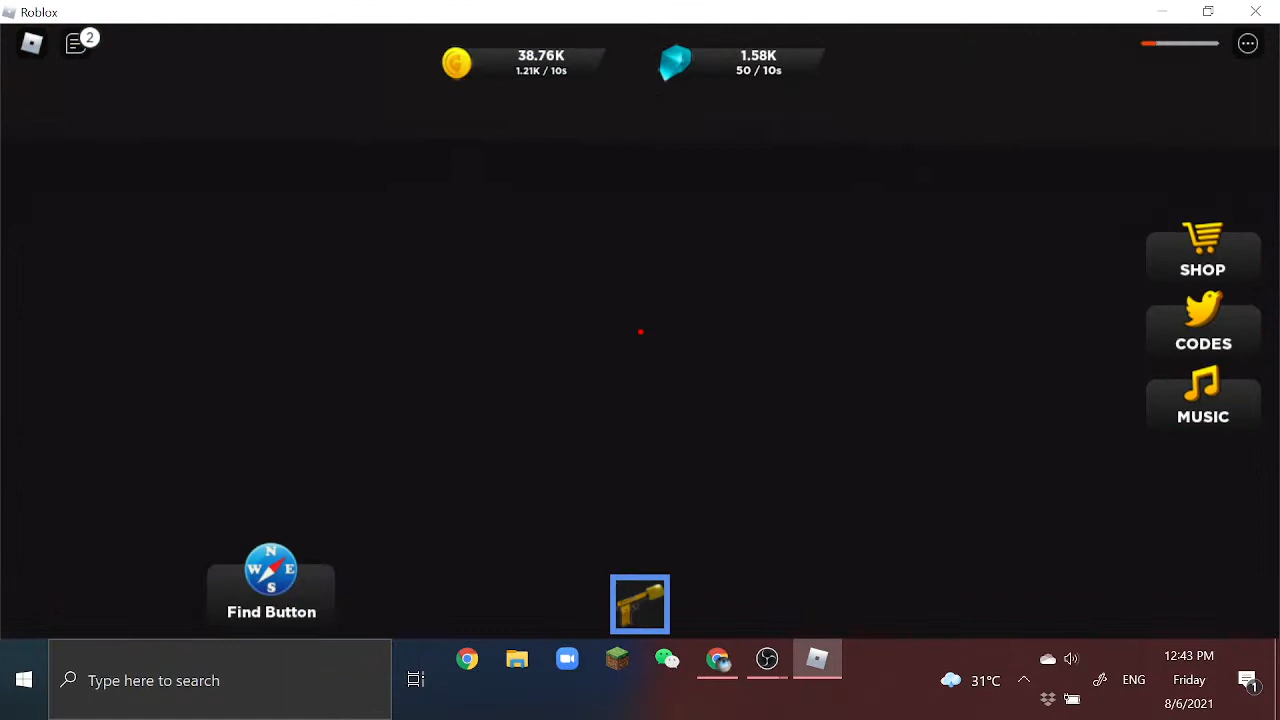 Roblox
2
38.76K
1.21K / 10s
1.58K
50 / 10s
SHOP
CODES
MUSIC
N
W E
S
Find Button
Type here to search
31°C
ENG
12:43 PM
Friday
8/6/2021
1